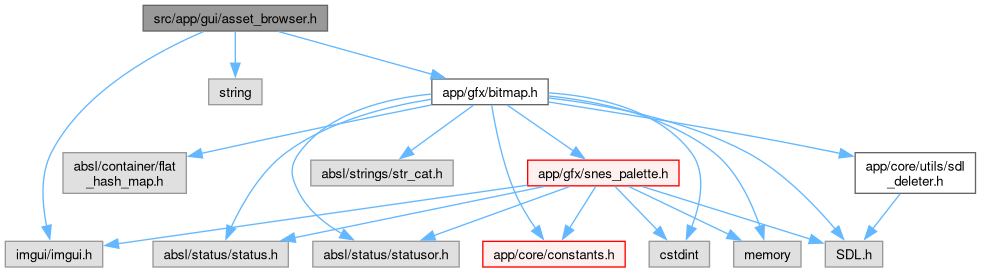 src/app/gui/asset_browser.h
string
app/gfx/bitmap.h
absl/container/flat
_hash_map.h
absl/strings/str_cat.h
app/gfx/snes_palette.h
app/core/utils/sdl
_deleter.h
imgui/imgui.h
absl/status/status.h
absl/status/statusor.h
app/core/constants.h
cstdint
memory
SDL.h